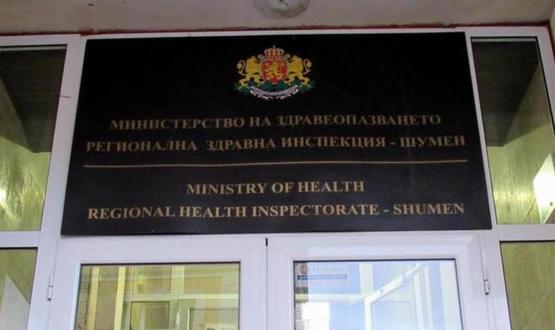 МИНИСТЕРСТВО НА ЗДРАВЕОПАЗВАНЕТО
РЕГИОНАЛНА ЗДРАВНА ИНСПЕКЦИЯ - ШУМЕН
MINISTRY OF HEALTH
REGIONAL HEALTH INSPECTORATE - SHUMEN